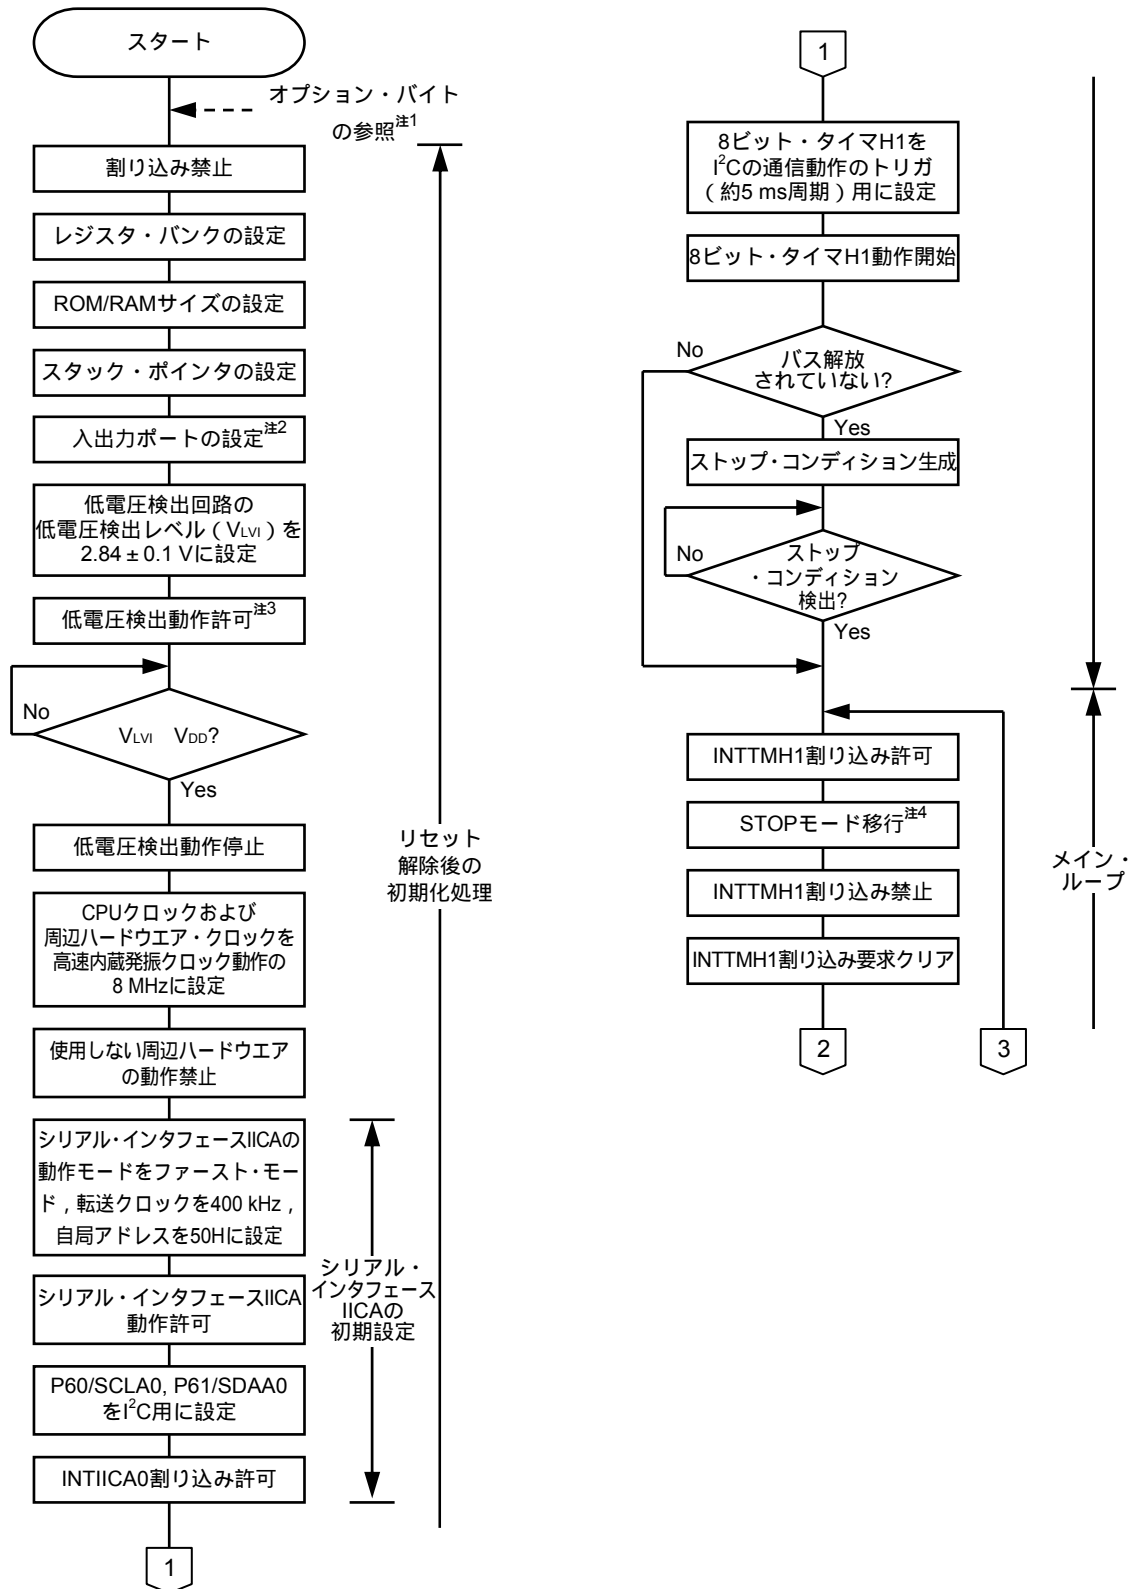 スタート
オプション・バイト
の参照注1
割り込み禁止
レジスタ・バンクの設定
ROM/RAMサイズの設定
スタック・ポインタの設定
入出力ポートの設定注2
低電圧検出回路の
低電圧検出レベル(VLVI)を
2.84±0.1 Vに設定
低電圧検出動作許可注3
No
VLVI VDD?
Yes
低電圧検出動作停止
CPUクロックおよび
周辺ハードウエア・クロックを
高速内蔵発振クロック動作の
8 MHzに設定
使用しない周辺ハードウエア
の動作禁止
シリアル・インタフェースIICAの
動作モードをファースト・モー
ド,転送クロックを400 kHz,
自局アドレスを50Hに設定
シリアル・インタフェースIICA
動作許可
P60/SCLA0, P61/SDAA0
をI2C用に設定
INTIICA0割り込み許可
1
シリアル・
インタフェース
IICAの
初期設定
リセット
解除後の
初期化処理
1
8ビット・タイマH1を
I2Cの通信動作のトリガ
(約5 ms周期)用に設定
8ビット・タイマH1動作開始
No
バス解放
されていない?
Yes
ストップ・コンディション生成
No
ストップ
・コンディション
検出?
Yes
INTTMH1割り込み許可
STOPモード移行注4
INTTMH1割り込み禁止
INTTMH1割り込み要求クリア
2
3
メイン・
ループ